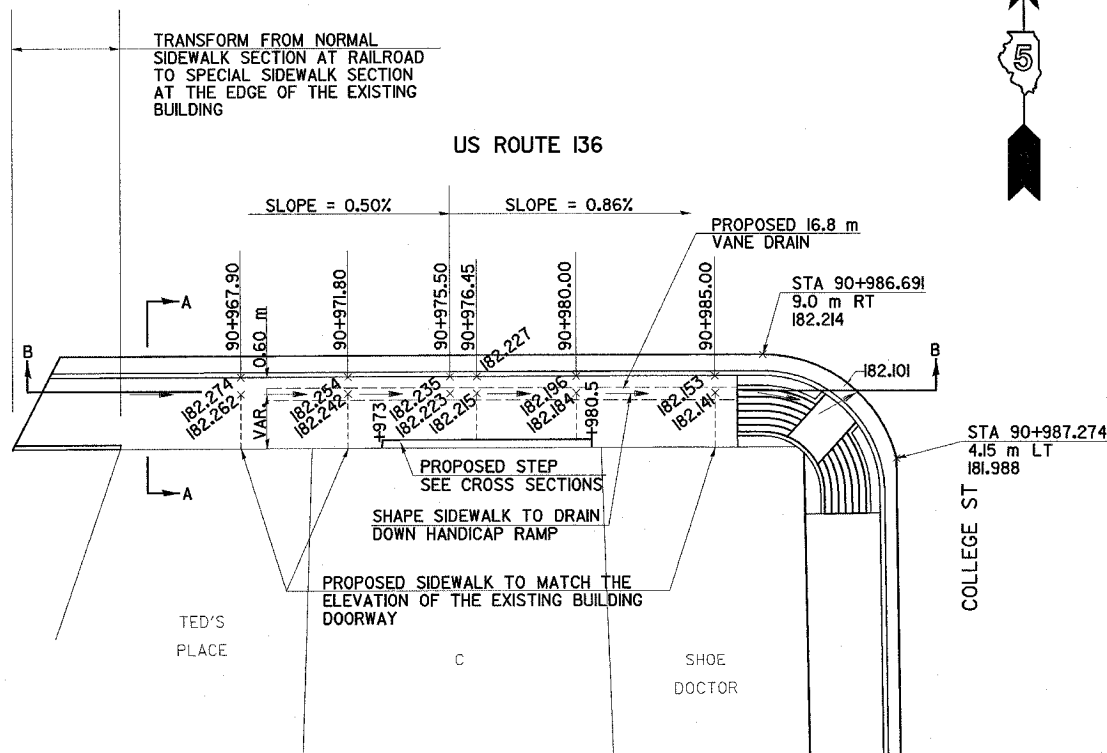 TRANSFORM FROM NORMAL
SIDEWALK SECTION AT RAILROAD
TO SPECIAL SIDEWALK SECTION
AT THE EDGE OF THE EXISTING
BUILDING
5
US ROUTE 136
SLOPE = 0.50%
SLOPE = 0.86%
PROPOSED 16.8 m
VANE DRAIN
STA 90+986.691
9.0 m RT
182.214
A
90+967.90
0.60 m
90+971.80
90+975.50
90+976.45
182.227
90+980.00
90+985.00
B
B
182.101
182.274
182.262
182.254
182.242
182.235
182.223
182.215
182.196
182.184
182.153
182.141
VAR.
+973
+980.5
STA 90+987.274
4.15 m LT
181.988
A
PROPOSED STEP
SEE CROSS SECTIONS
SHAPE SIDEWALK TO DRAIN
DOWN HANDICAP RAMP
PROPOSED SIDEWALK TO MATCH THE
ELEVATION OF THE EXISTING BUILDING
DOORWAY
COLLEGE ST
TED'S
PLACE
C
SHOE
DOCTOR